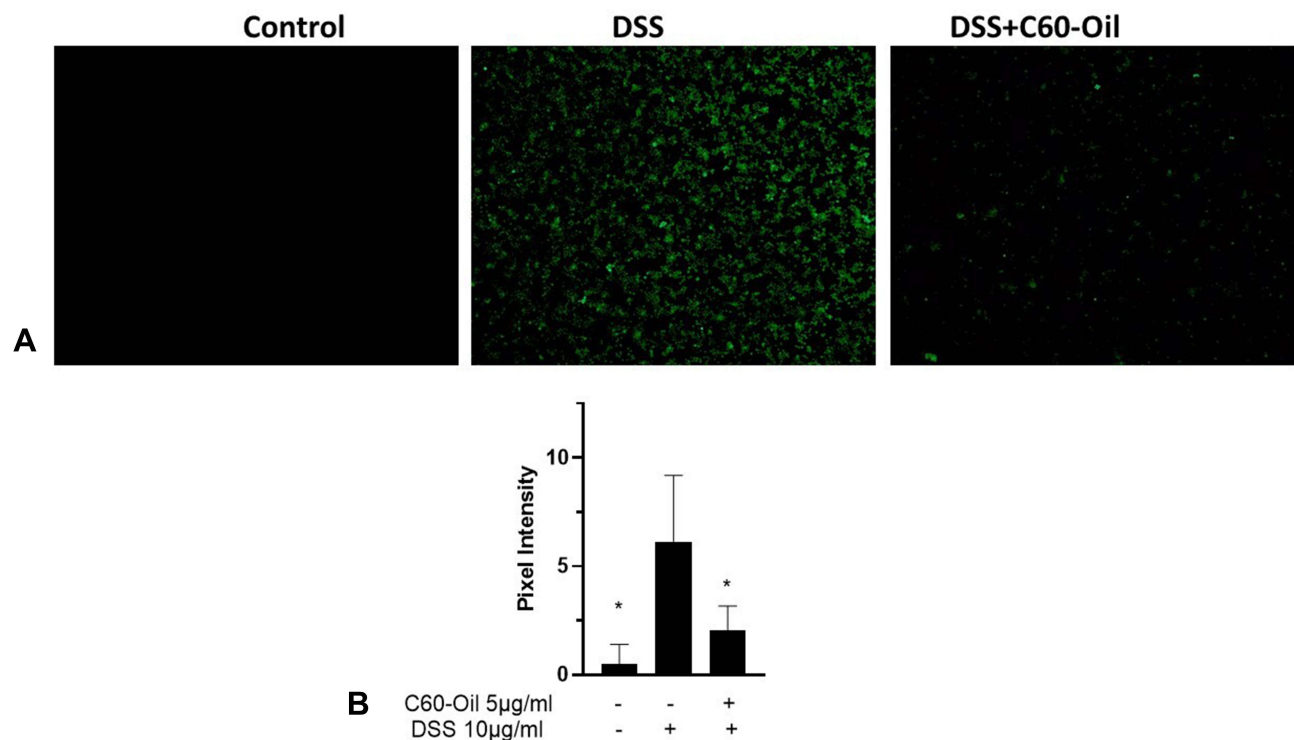 Control DSS DSS+C60-Oil
A
10
Pixel Intensity
5
* *
0
B
C60-Oil 5µg/ml - - +
DSS 10µg/ml - + +